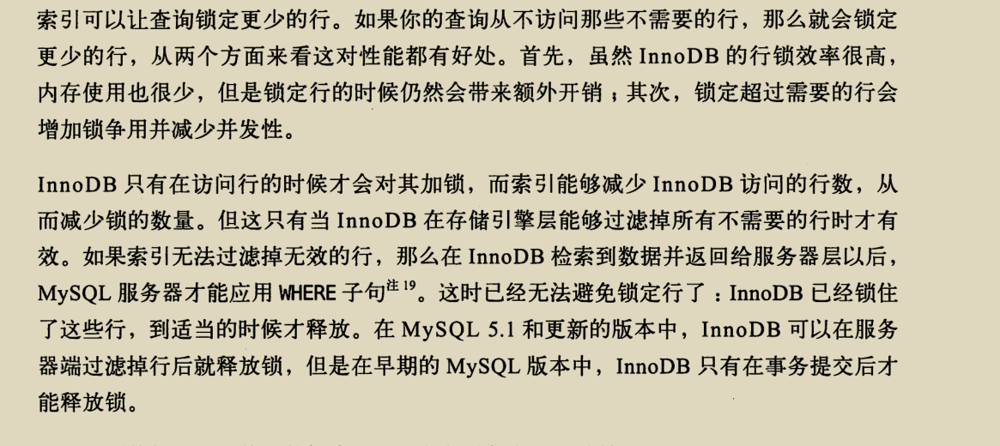 索引可以让查询锁定更少的行。如果你的查询从不访问那些不需要的行，那么就会锁定
更少的行，从两个方面来看这对性能都有好处。首先，虽然 InnoDB 的行锁效率很高，
内存使用也很少，但是锁定行的时候仍然会带来额外开销；其次，锁定超过需要的行会
增加锁争用并减少并发性。
InnoDB 只有在访问行的时候才会对其加锁，而索引能够减少 InnoDB 访问的行数，从
而减少锁的数量。但这只有当 InnoDB 在存储引擎层能够过滤掉所有不需要的行时才有
效。如果索引无法过滤掉无效的行，那么在 InnoDB 检索到数据并返回给服务器层以后，
MySQL 服务器才能应用 WHERE 子句注 19。这时已经无法避免锁定行了：InnoDB 已经锁住
了这些行，到适当的时候才释放。在 MySQL 5.1 和更新的版本中，InnoDB 可以在服务
器端过滤掉行后就释放锁，但是在早期的 MySQL 版本中，InnoDB 只有在事务提交后才
能释放锁。